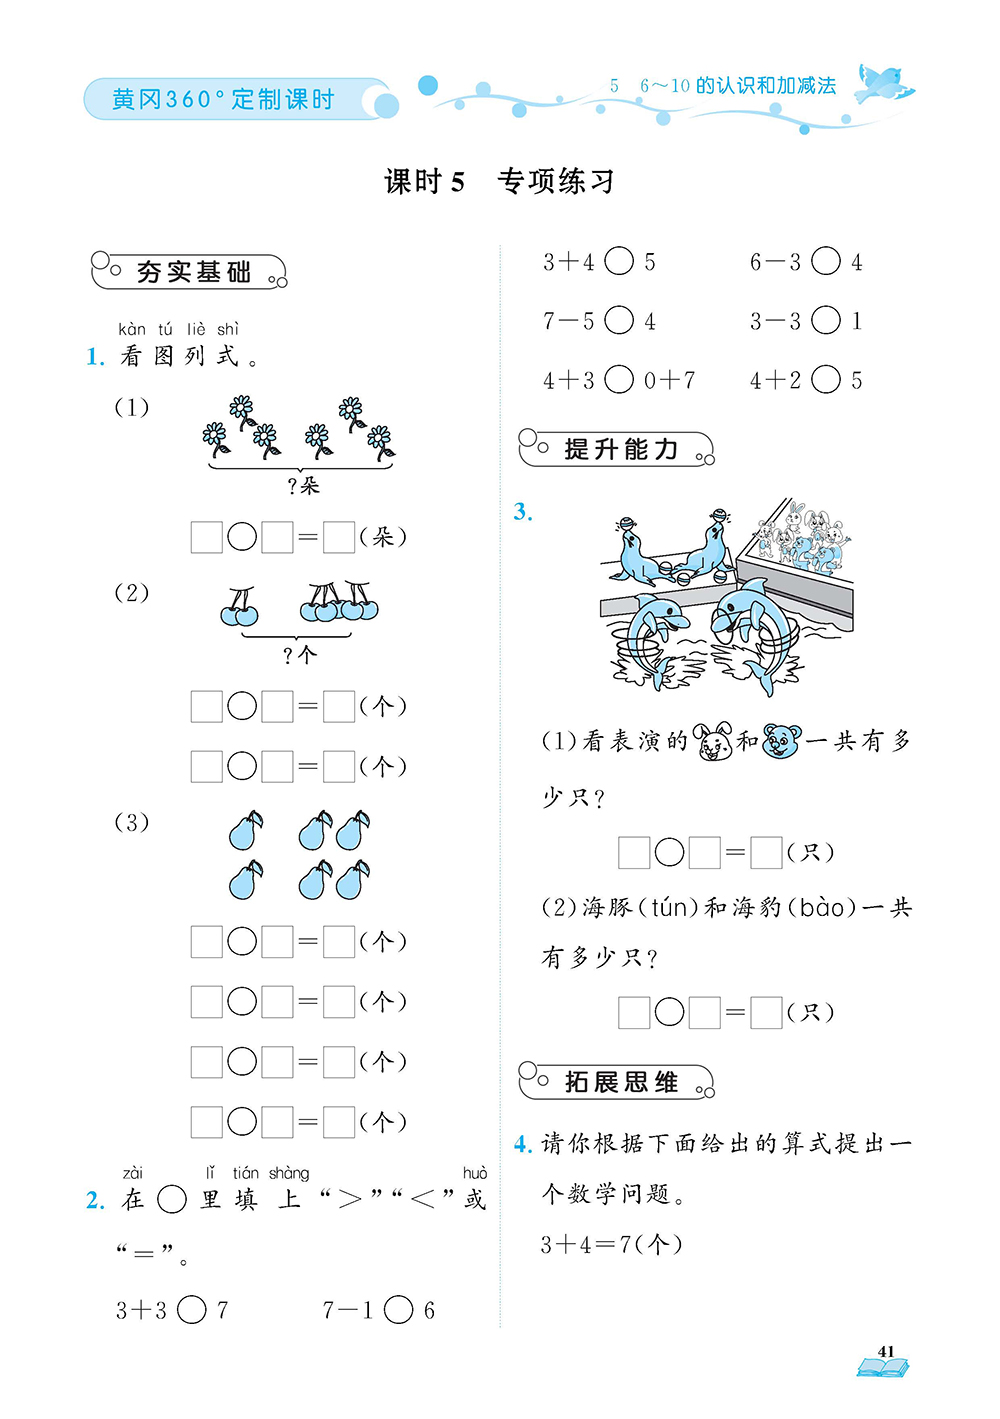 黄冈360°定制课时
5 6～10的认识和加减法
课时5 专项练习
夯实基础
kàn tú liè shì
1. 看图列式。
(1)
?朵
□○□=□(朵)
(2)
?个
□○□=□(个)
□○□=□(个)
(3)
□○□=□(个)
□○□=□(个)
□○□=□(个)
□○□=□(个)
zài lǐ tián shàng huò
2. 在○里填上“>”“<”或
“=”。
3+3○7 7-1○6
3+4○5 6-3○4
7-5○4 3-3○1
4+3○0+7 4+2○5
提升能力
3.
(1)看表演的和一共有多
少只?
□○□=□(只)
(2)海豚(tún)和海豹(bào)一共
有多少只?
□○□=□(只)
拓展思维
4. 请你根据下面给出的算式提出一
个数学问题。
3+4=7(个)
41